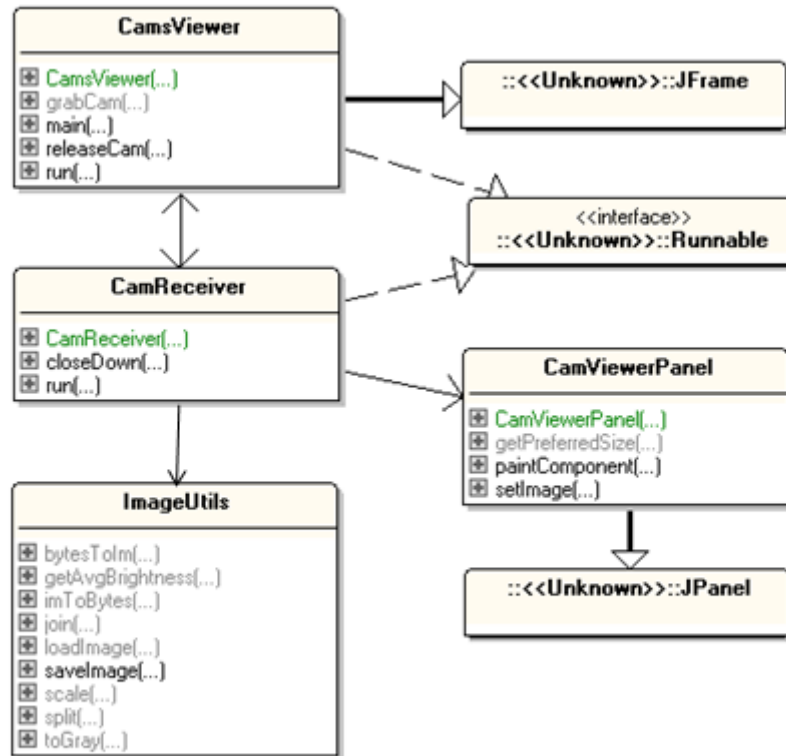 CamsViewer
CamsViewer(...)
grabCam(...)
main(...)
releaseCam(...)
run(...)
::<<Unknown>>::JFrame
<<interface>>
::<<Unknown>>::Runnable
CamReceiver
CamReceiver(...)
closeDown(...)
run(...)
CamViewerPanel
CamViewerPanel(...)
getPreferredSize(...)
paintComponent(...)
setImage(...)
ImageUtils
bytesToIm(...)
getAvgBrightness(...)
imToBytes(...)
join(...)
loadImage(...)
saveImage(...)
scale(...)
split(...)
toGray(...)
::<<Unknown>>::JPanel